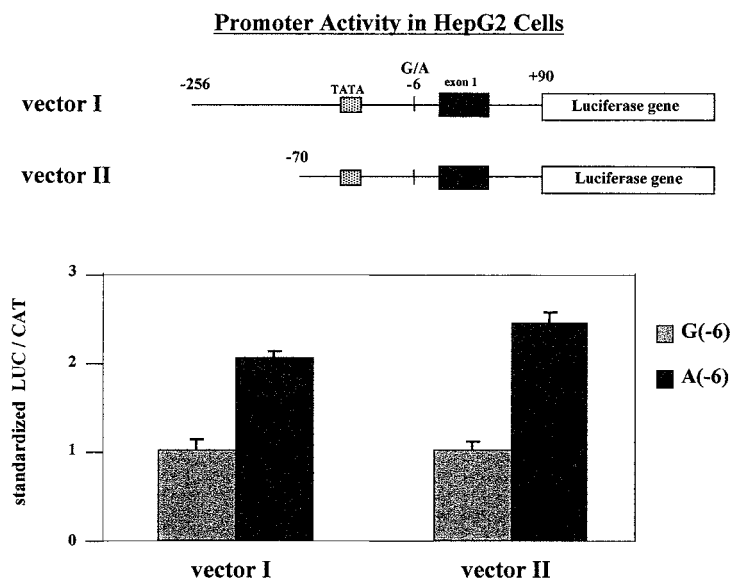 Promoter Activity in HepG2 Cells
G/A
-256 TATA -6 exon 1 +90
vector I Luciferase gene
-70
vector II Luciferase gene
standardized LUC / CAT
3
2
1
0
G(-6)
A(-6)
vector I vector II